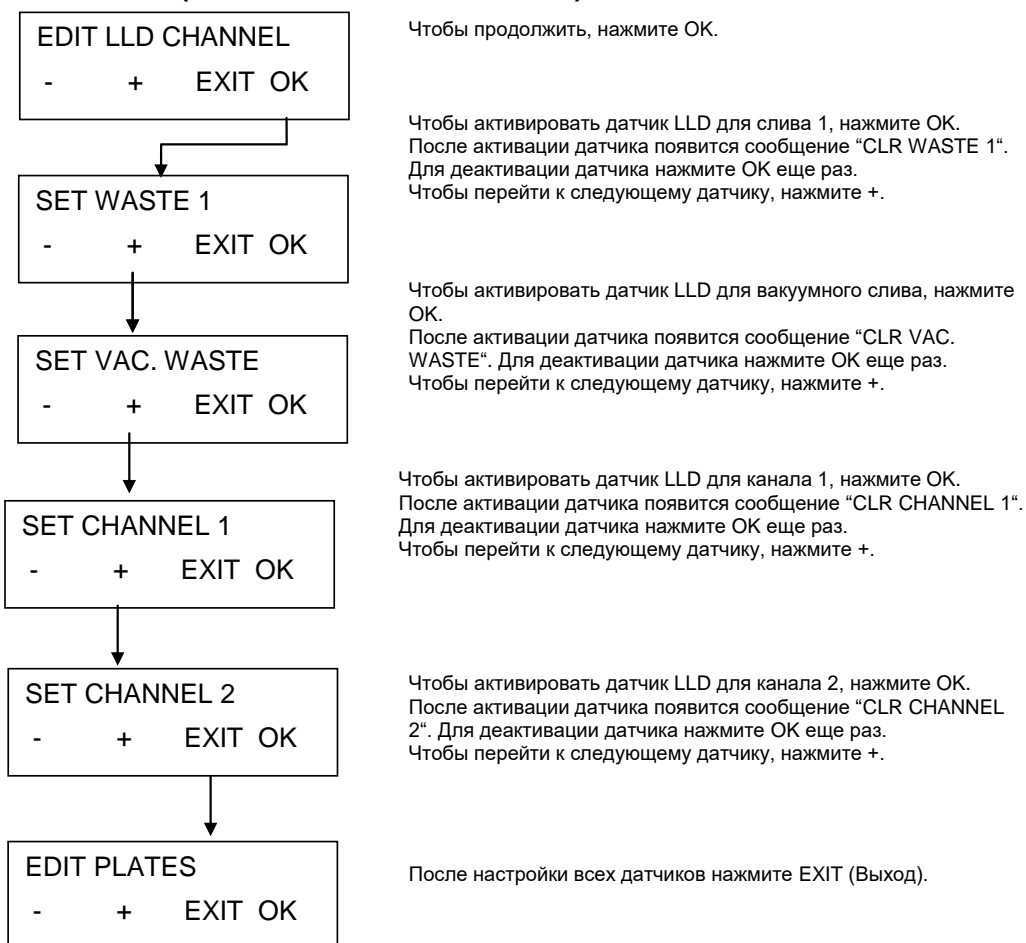 EDIT LLD CHANNEL
- + EXIT OK
Чтобы продолжить, нажмите OK.
Чтобы активировать датчик LLD для слива 1, нажмите OK.
После активации датчика появится сообщение “CLR WASTE 1“.
Для деактивации датчика нажмите OK еще раз.
Чтобы перейти к следующему датчику, нажмите +.
SET WASTE 1
- + EXIT OK
Чтобы активировать датчик LLD для вакуумного слива, нажмите
OK.
После активации датчика появится сообщение “CLR VAC.
WASTE“. Для деактивации датчика нажмите OK еще раз.
Чтобы перейти к следующему датчику, нажмите +.
SET VAC. WASTE
- + EXIT OK
Чтобы активировать датчик LLD для канала 1, нажмите OK.
После активации датчика появится сообщение “CLR CHANNEL 1“.
Для деактивации датчика нажмите OK еще раз.
Чтобы перейти к следующему датчику, нажмите +.
SET CHANNEL 1
- + EXIT OK
Чтобы активировать датчик LLD для канала 2, нажмите OK.
После активации датчика появится сообщение “CLR CHANNEL
2“. Для деактивации датчика нажмите OK еще раз.
Чтобы перейти к следующему датчику, нажмите +.
SET CHANNEL 2
- + EXIT OK
EDIT PLATES
- + EXIT OK
После настройки всех датчиков нажмите EXIT (Выход).